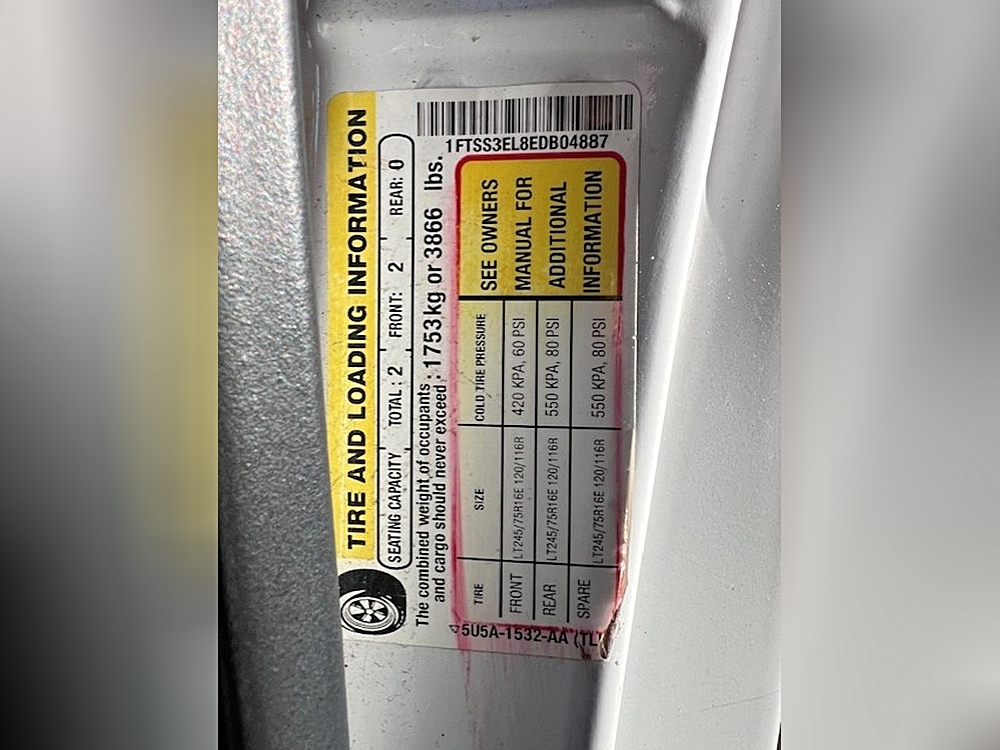 TIRE AND LOADING INFORMATION
SEATING CAPACITY TOTAL : 2 FRONT: 2 REAR: 0
The combined weight of occupants
and cargo should never exceed : 1753kg or 3866 lbs.
TIRE SIZE COLD TIRE PRESSURE
FRONT LT245/75R16E 120/116R 420 KPA, 60 PSI
REAR LT245/75R16E 120/116R 550 KPA, 80 PSI
SPARE LT245/75R16E 120/116R 550 KPA, 80 PSI
SEE OWNERS
MANUAL FOR
ADDITIONAL
INFORMATION
5U5A-1532-AA (TL
1FTSS3EL8EDB04887